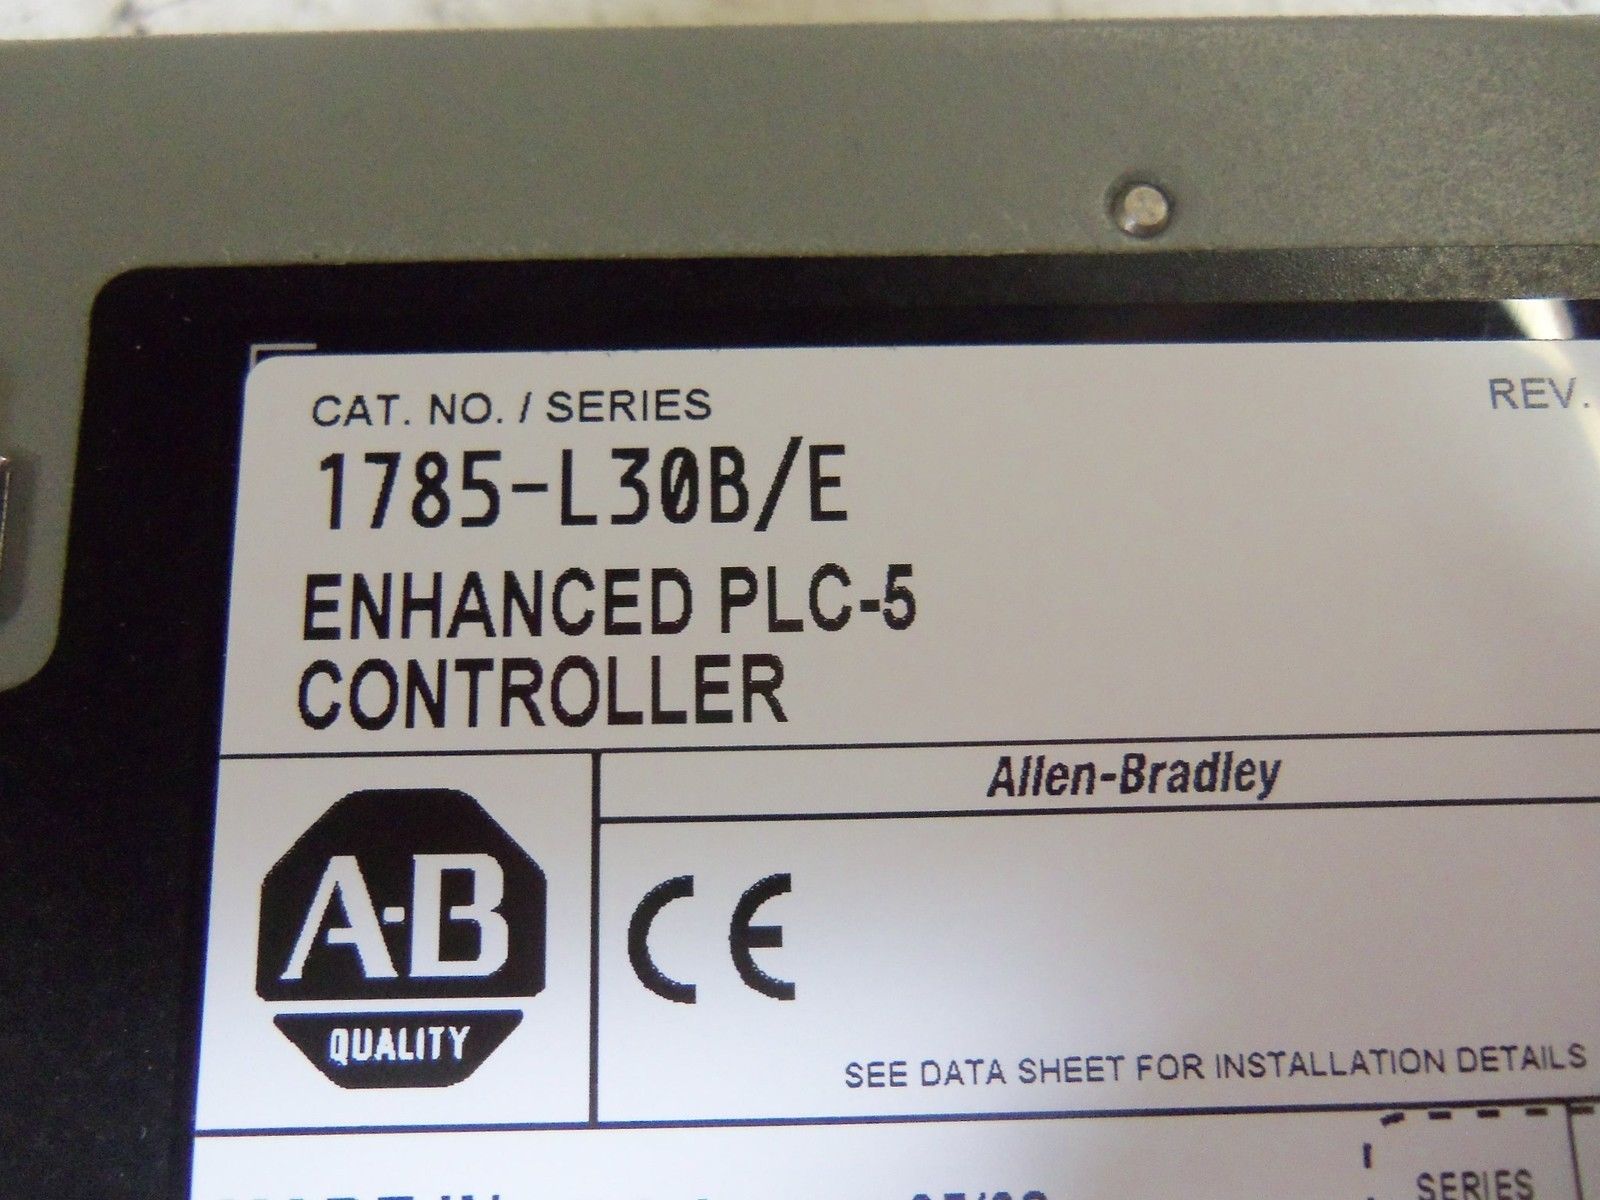 CAT. NO. / SERIES
REV.
1785-L30B/E
ENHANCED PLC-5
CONTROLLER
Allen-Bradley
A-B
QUALITY
CE
SEE DATA SHEET FOR INSTALLATION DETAILS
SERIES